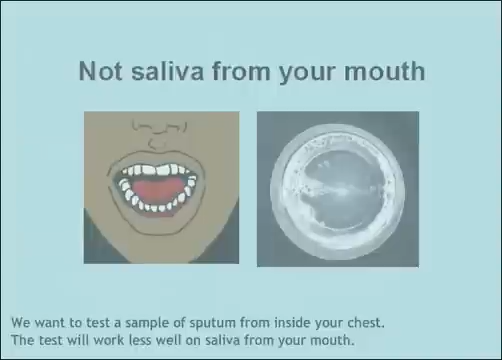 Not saliva from your mouth
We want to test a sample of sputum from inside your chest.
The test will work less well on saliva from your mouth.